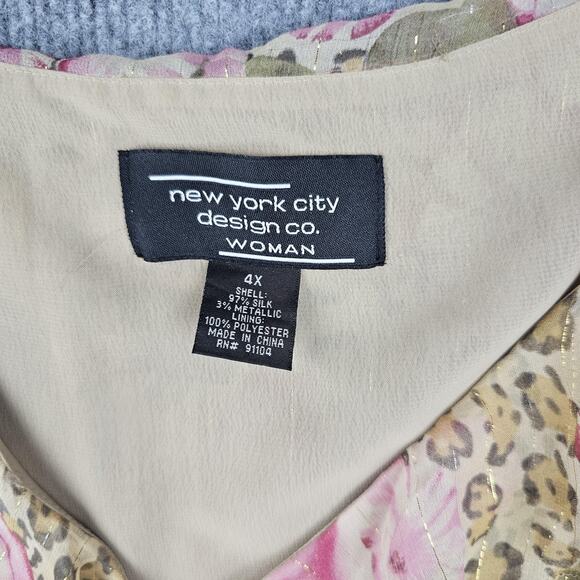 new york city
design co.
WOMAN
4X
SHELL:
97% SILK
3% METALLIC
LINING:
100% POLYESTER
MADE IN CHINA
RN# 91104